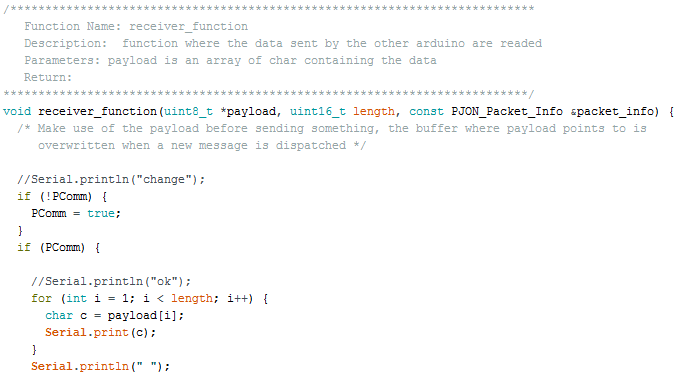 /***************************************************************************
   Function Name: receiver_function
   Description:  function where the data sent by the other arduino are readed
   Parameters: payload is an array of char containing the data
   Return:
***************************************************************************/
void receiver_function(uint8_t *payload, uint16_t length, const PJON_Packet_Info &packet_info) {
  /* Make use of the payload before sending something, the buffer where payload points to is
     overwritten when a new message is dispatched */

  //Serial.println("change");
  if (!PComm) {
    PComm = true;
  }
  if (PComm) {

    //Serial.println("ok");
    for (int i = 1; i < length; i++) {
      char c = payload[i];
      Serial.print(c);
    }
    Serial.println(" ");